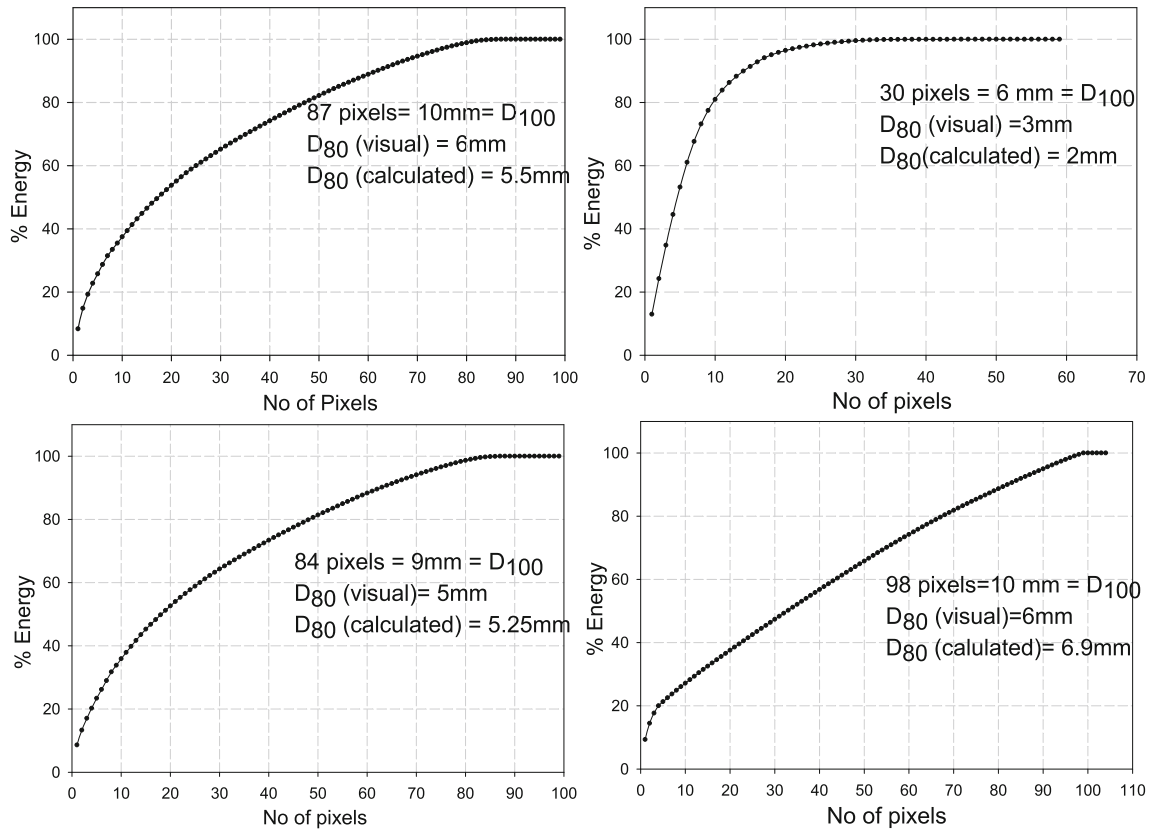 100
80
60
40
20
0
% Energy
87 pixels= 10mm= D100
D80 (visual) = 6mm
D80 (calculated) = 5.5mm
0 10 20 30 40 50 60 70 80 90 100
No of Pixels
100
80
60
40
20
0
% Energy
30 pixels = 6 mm = D100
D80 (visual) =3mm
D80(calculated) = 2mm
0 10 20 30 40 50 60 70
No of pixels
100
80
60
40
20
0
% Energy
84 pixels = 9mm = D100
D80 (visual)= 5mm
D80 (calculated) = 5.25mm
0 10 20 30 40 50 60 70 80 90 100
No of pixels
100
80
60
40
20
0
% Energy
98 pixels=10 mm = D100
D80 (visual)=6mm
D80 (calulated)= 6.9mm
0 10 20 30 40 50 60 70 80 90 100 110
No of pixels